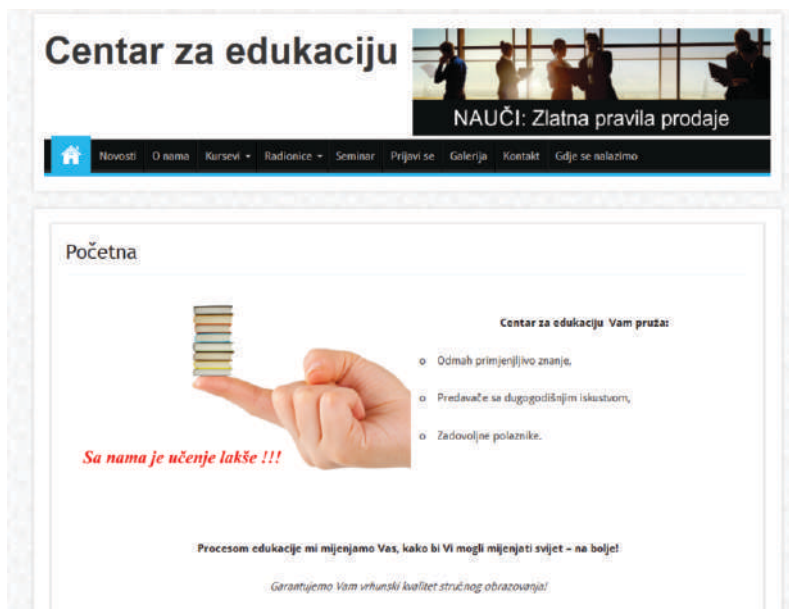 Centar za edukaciju
NAUČI: Zlatna pravila prodaje
Novosti O nama Kursevi Radionice Seminar Prijavi se Galerija Kontakt Gdje se nalazimo
Početna
Centar za edukaciju Vam pruža:
o Odmah primjenljivo znanje,
o Predavače sa dugogodišnjim iskustvom,
o Zadovoljne polaznike.
Sa nama je učenje lakše !!!
Procesom edukacije mi mijenjamo Vas, kako bi Vi mogli mijenjati svijet – na bolje!
Garantujemo Vam vrhunski kvalitet stručnog obrazovanja!